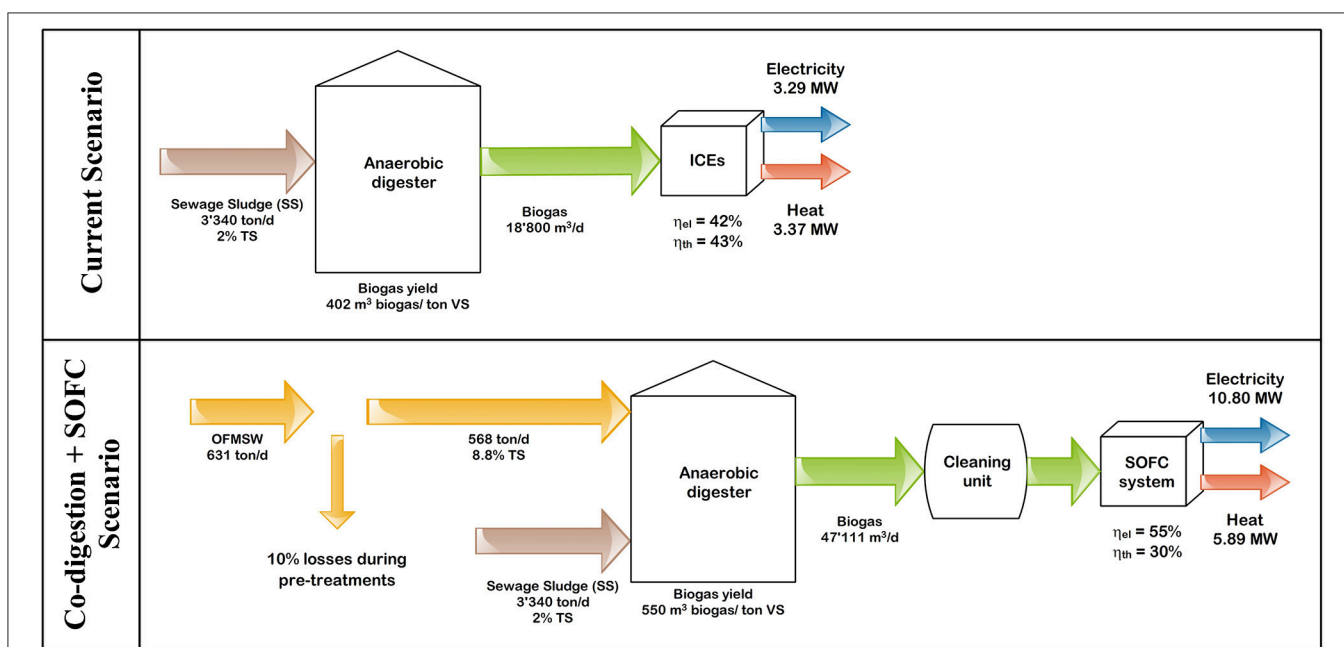 Current Scenario
Sewage Sludge (SS)
3'340 ton/d
2% TS
Anaerobic
digester
Biogas yield
402 m³ biogas/ ton VS
Biogas
18'800 m³/d
ICEs
ηel = 42%
ηth = 43%
Electricity
3.29 MW
Heat
3.37 MW
Co-digestion + SOFC
Scenario
OFMSW
631 ton/d
10% losses during
pre-treatments
568 ton/d
8.8% TS
Sewage Sludge (SS)
3'340 ton/d
2% TS
Anaerobic
digester
Biogas yield
550 m³ biogas/ ton VS
Biogas
47'111 m³/d
Cleaning
unit
SOFC
system
ηel = 55%
ηth = 30%
Electricity
10.80 MW
Heat
5.89 MW